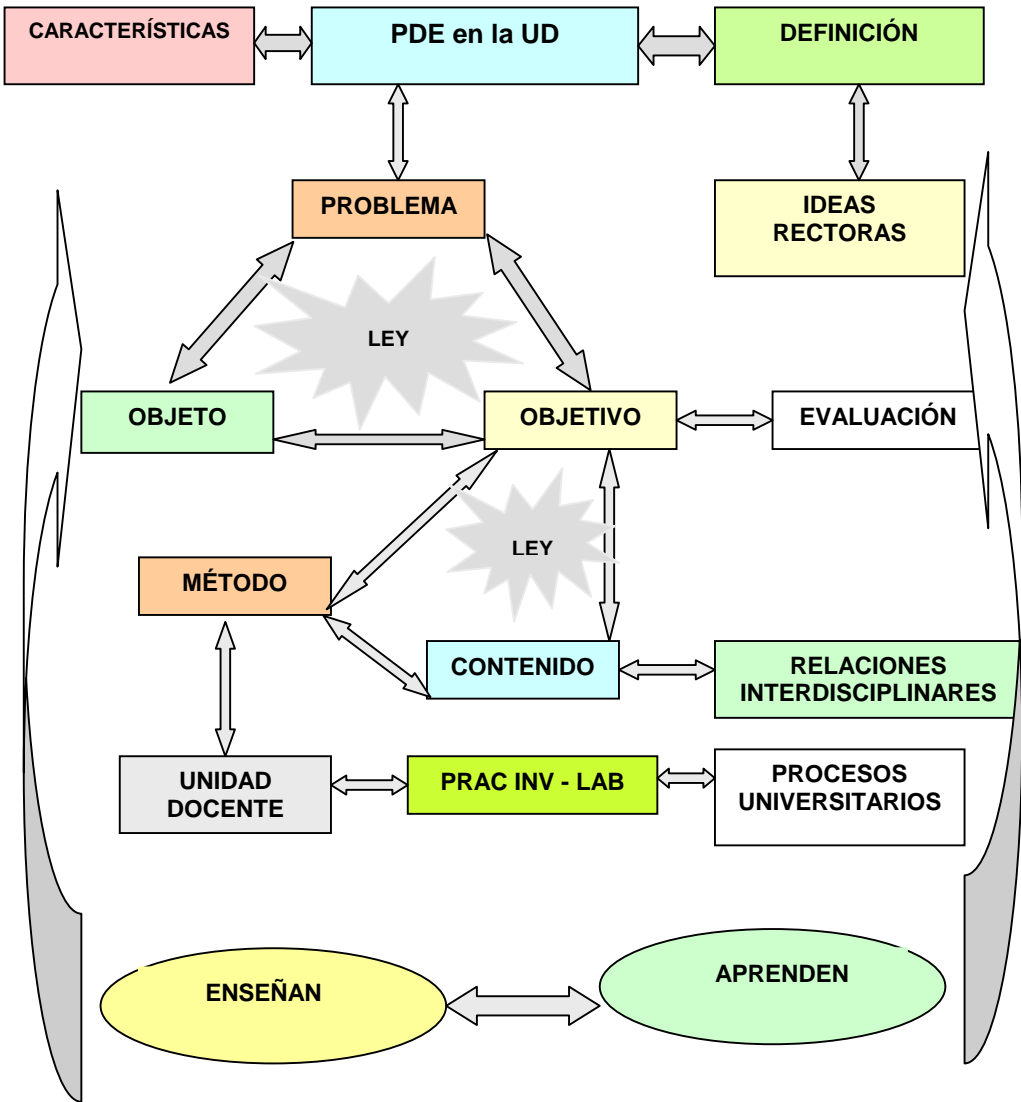 CARACTERÍSTICAS
PDE en la UD
DEFINICIÓN
PROBLEMA
IDEAS
RECTORAS
LEY
OBJETO
OBJETIVO
EVALUACIÓN
LEY
MÉTODO
CONTENIDO
RELACIONES
INTERDISCIPLINARES
UNIDAD
DOCENTE
PRAC INV - LAB
PROCESOS
UNIVERSITARIOS
ENSEÑAN
APRENDEN